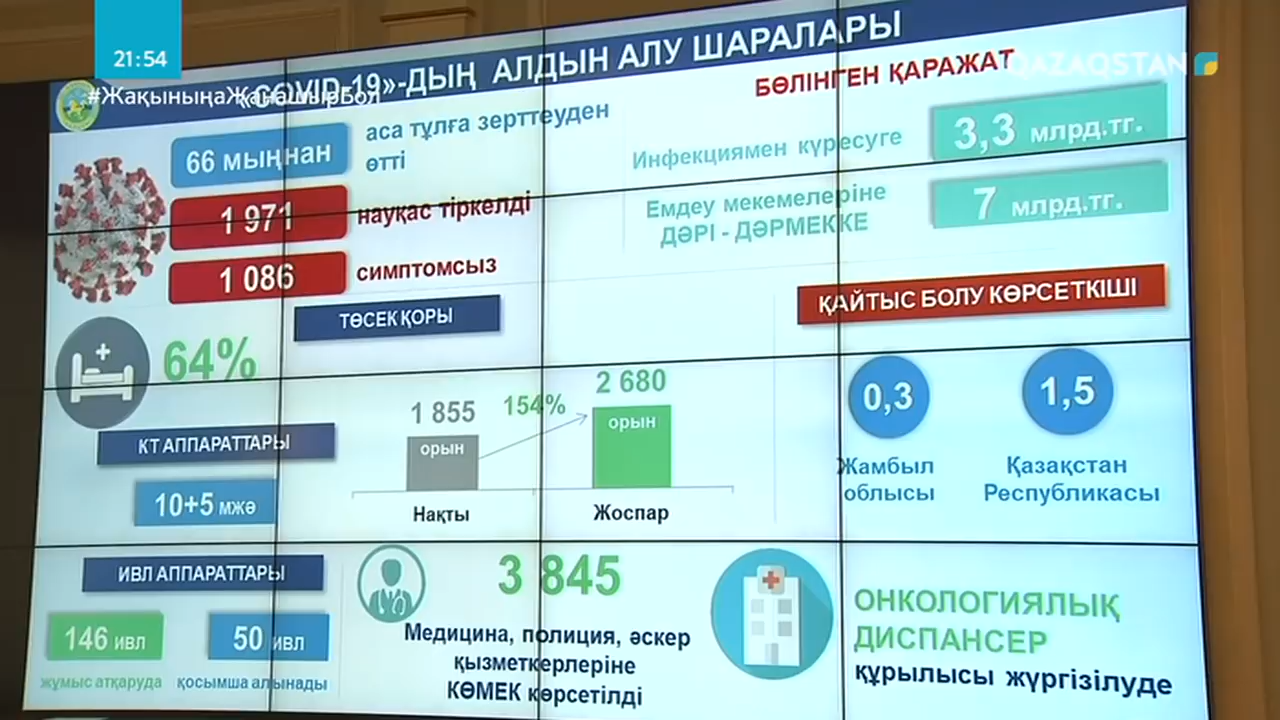 21:54
QAZAQSTAN
#ЖақыныңаЖанашырБол
«COVID-19»-ДЫҢ АЛДЫН АЛУ ШАРАЛАРЫ
66 мыңнан
аса тұлға зерттеуден
өтті
1 971
науқас тіркелді
1 086
симптомсыз
БӨЛІНГЕН ҚАРАЖАТ
Инфекциямен күресуге
3,3 млрд.тг.
Емдеу мекемелеріне
ДӘРІ - ДӘРМЕККЕ
7 млрд.тг.
ТӨСЕК ҚОРЫ
64%
1 855
орын
Нақты
154%
2 680
орын
Жоспар
ҚАЙТЫС БОЛУ КӨРСЕТКІШІ
0,3
Жамбыл
облысы
1,5
Қазақстан
Республикасы
КТ АППАРАТТАРЫ
10+5 мжә
ИВЛ АППАРАТТАРЫ
146 ивл
жұмыс атқаруда
50 ивл
қосымша алынады
3 845
Медицина, полиция, әскер
қызметкерлеріне
КӨМЕК көрсетілді
ОНКОЛОГИЯЛЫҚ
ДИСПАНСЕР
құрылысы жүргізілуде